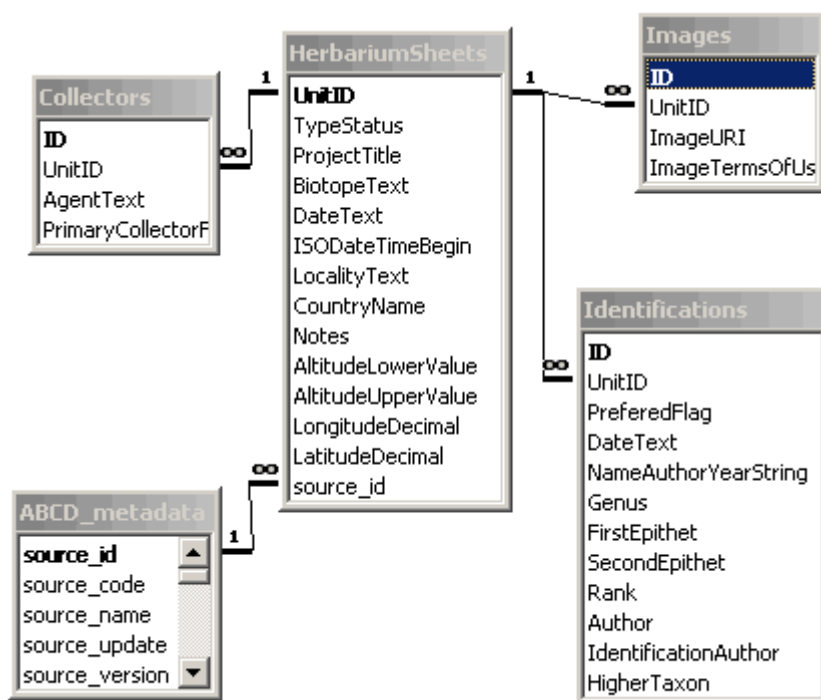 Collectors
ID
UnitID
AgentText
PrimaryCollectorF
HerbariumSheets
UnitID
TypeStatus
ProjectTitle
BiotopeText
DateText
ISODateTimeBegin
LocalityText
CountryName
Notes
AltitudeLowerValue
AltitudeUpperValue
LongitudeDecimal
LatitudeDecimal
source_id
Images
ID
UnitID
ImageURI
ImageTermsOfUs
Identifications
ID
UnitID
PreferedFlag
DateText
NameAuthorYearString
Genus
FirstEpithet
SecondEpithet
Rank
Author
IdentificationAuthor
HigherTaxon
ABCD_metadata
source_id
source_code
source_name
source_update
source_version
1
∞
1
∞
∞
∞
1